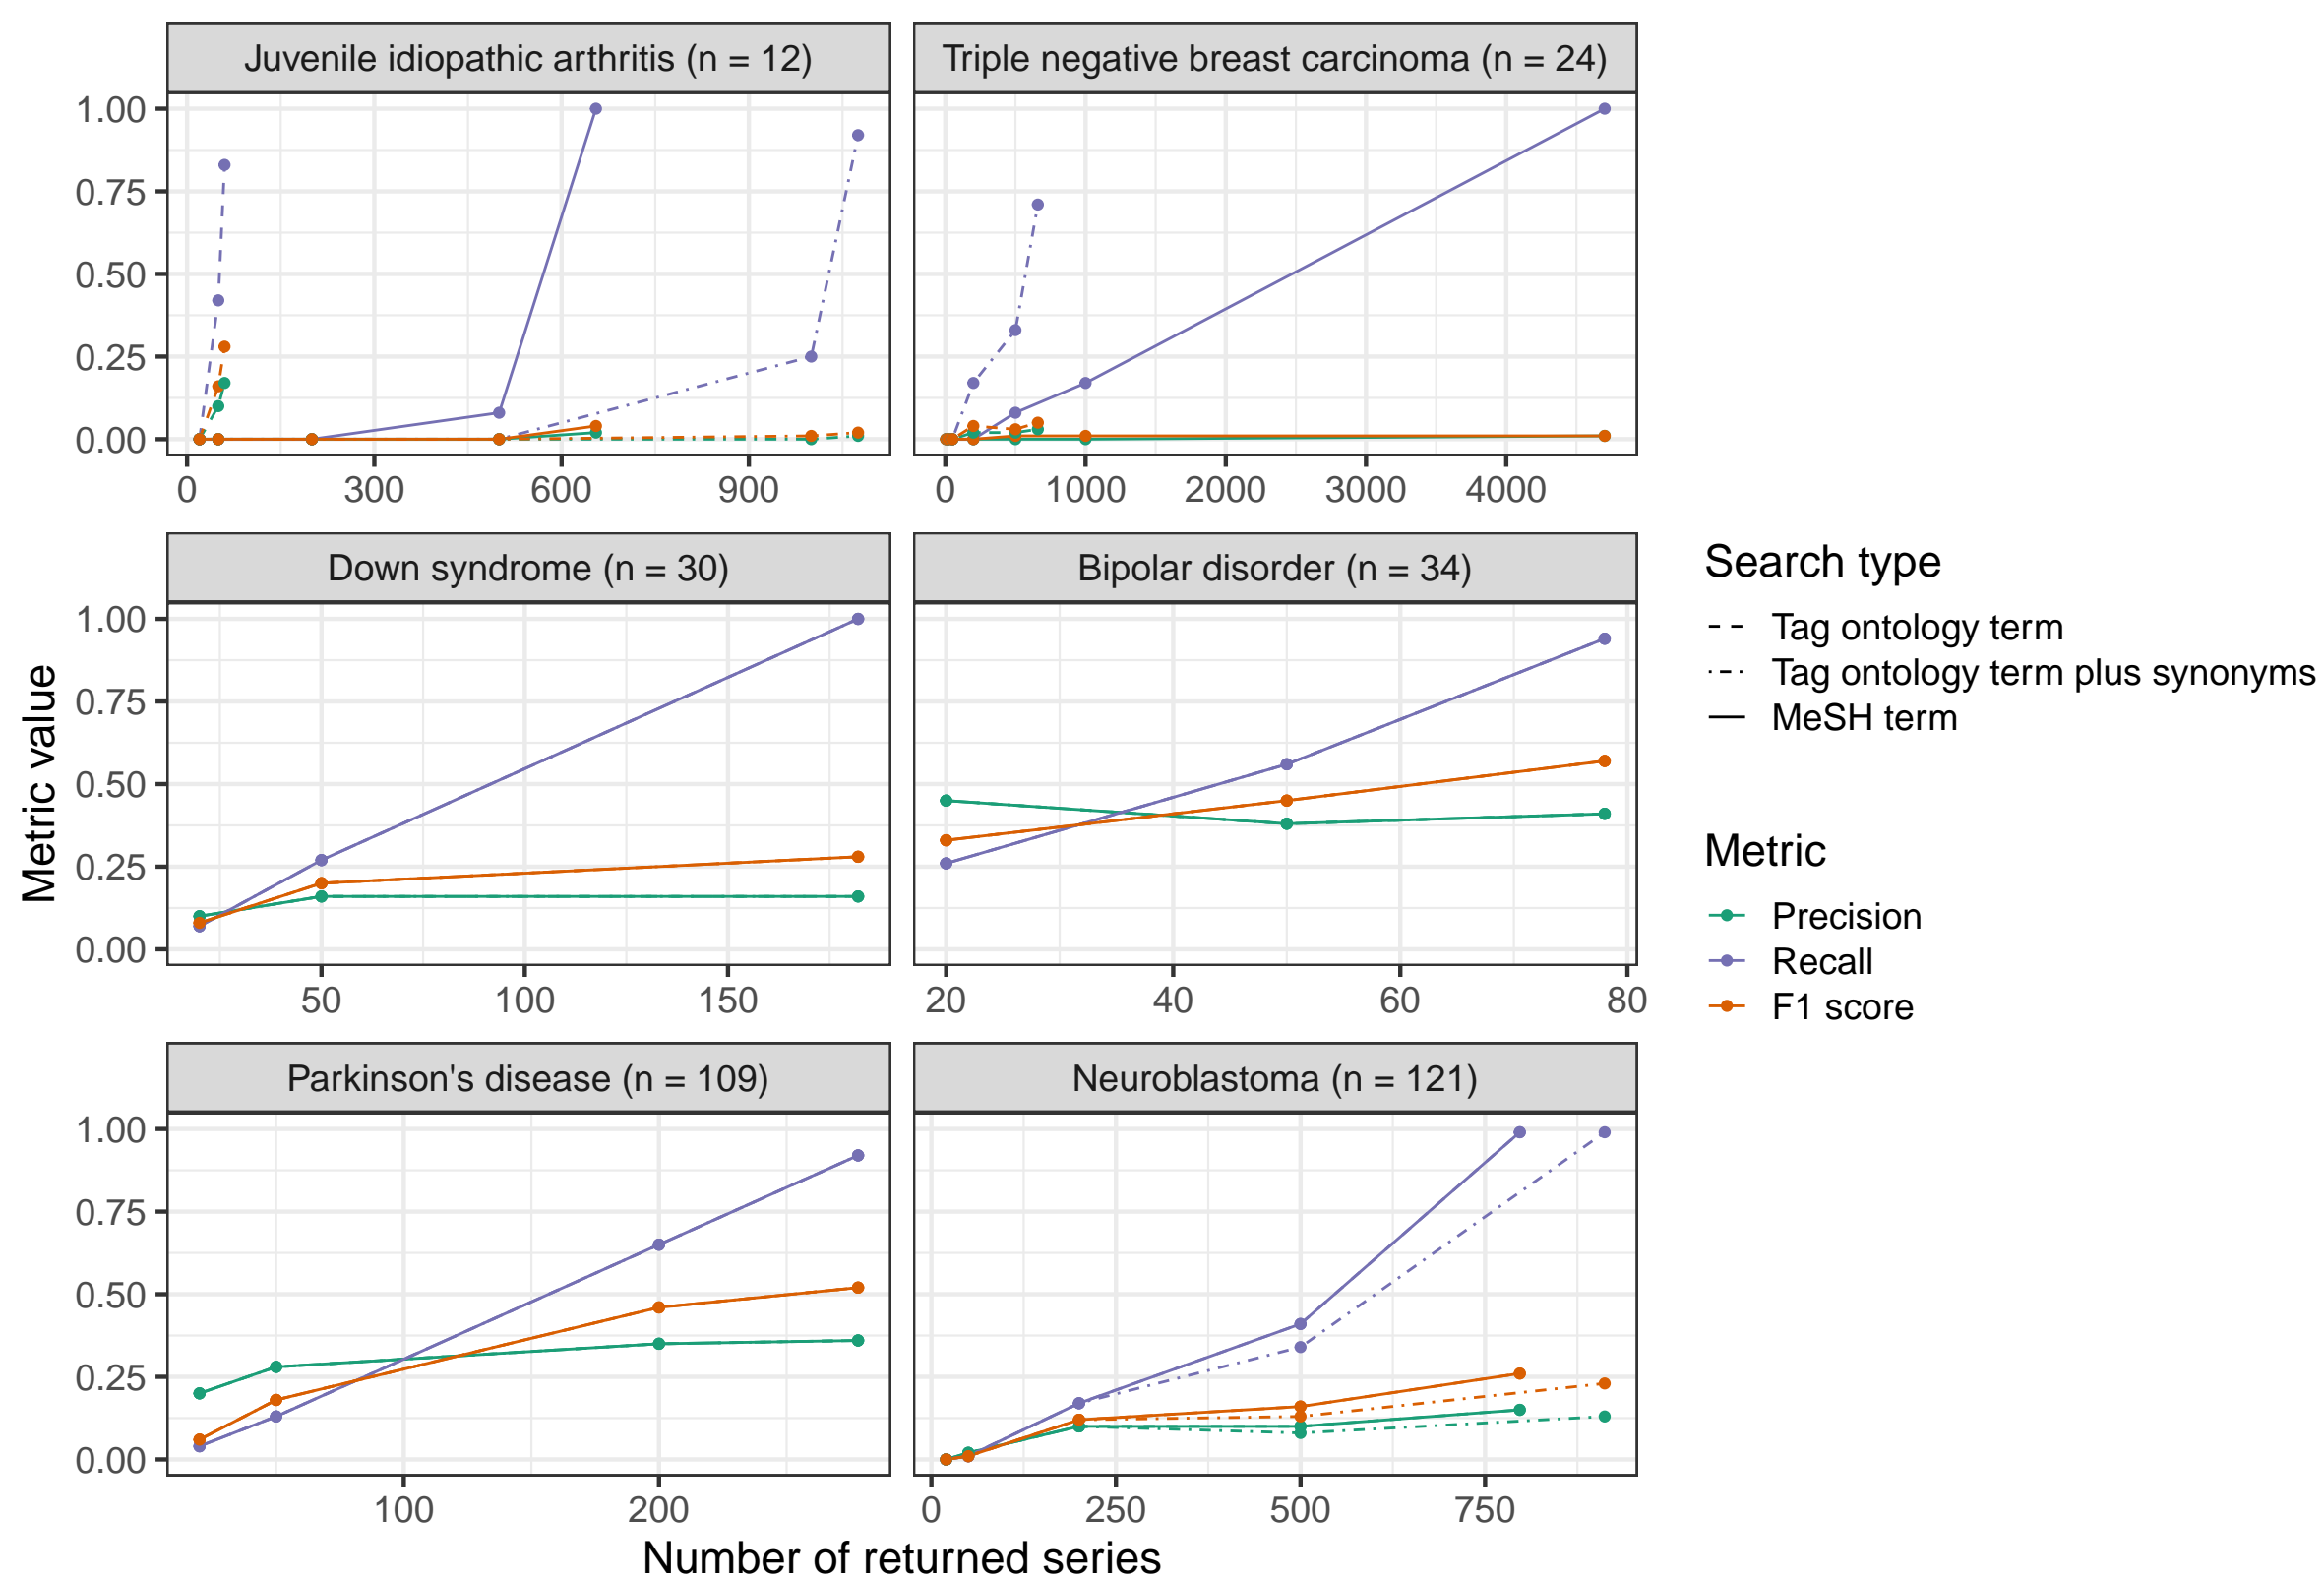 Juvenile idiopathic arthritis (n = 12)
Triple negative breast carcinoma (n = 24)
1.00
0.75
0.50
0.25
0.00
0 300 600 900
0 1000 2000 3000 4000
Down syndrome (n = 30)
Bipolar disorder (n = 34)
1.00
0.75
0.50
0.25
0.00
50 100 150
20 40 60 80
Parkinson's disease (n = 109)
Neuroblastoma (n = 121)
1.00
0.75
0.50
0.25
0.00
100 200
0 250 500 750
Metric value
Number of returned series
Search type
Tag ontology term
Tag ontology term plus synonyms
MeSH term
Metric
Precision
Recall
F1 score